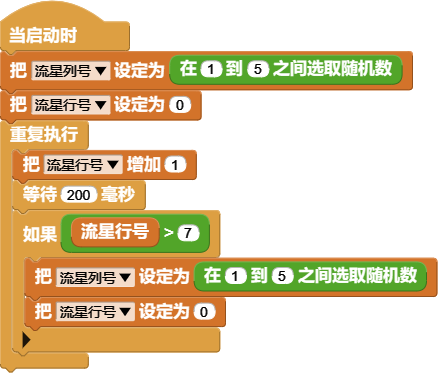 当启动时
把 流星列号 设定为 在 1 到 5 之间选取随机数
把 流星行号 设定为 0
重复执行
把 流星行号 增加 1
等待 200 毫秒
如果 流星行号 > 7
把 流星列号 设定为 在 1 到 5 之间选取随机数
把 流星行号 设定为 0